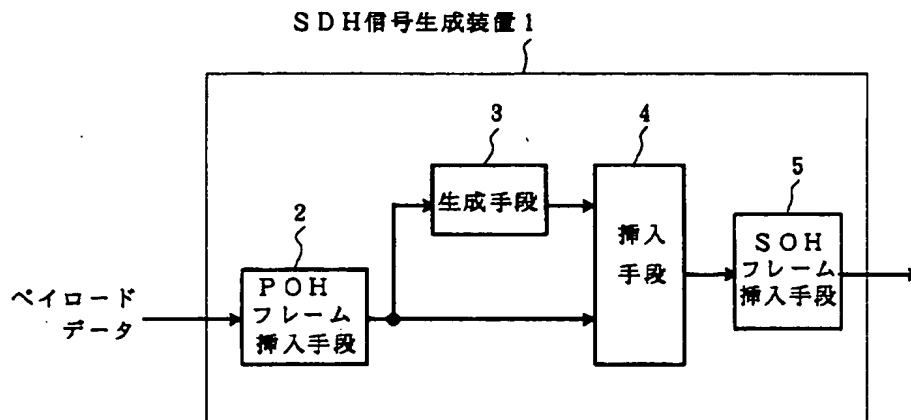 SDH信号生成装置1
3
4
生成手段
5
2
挿入
手段
SOH
フレーム
挿入手段
POH
フレーム
挿入手段
ペイロード
データ